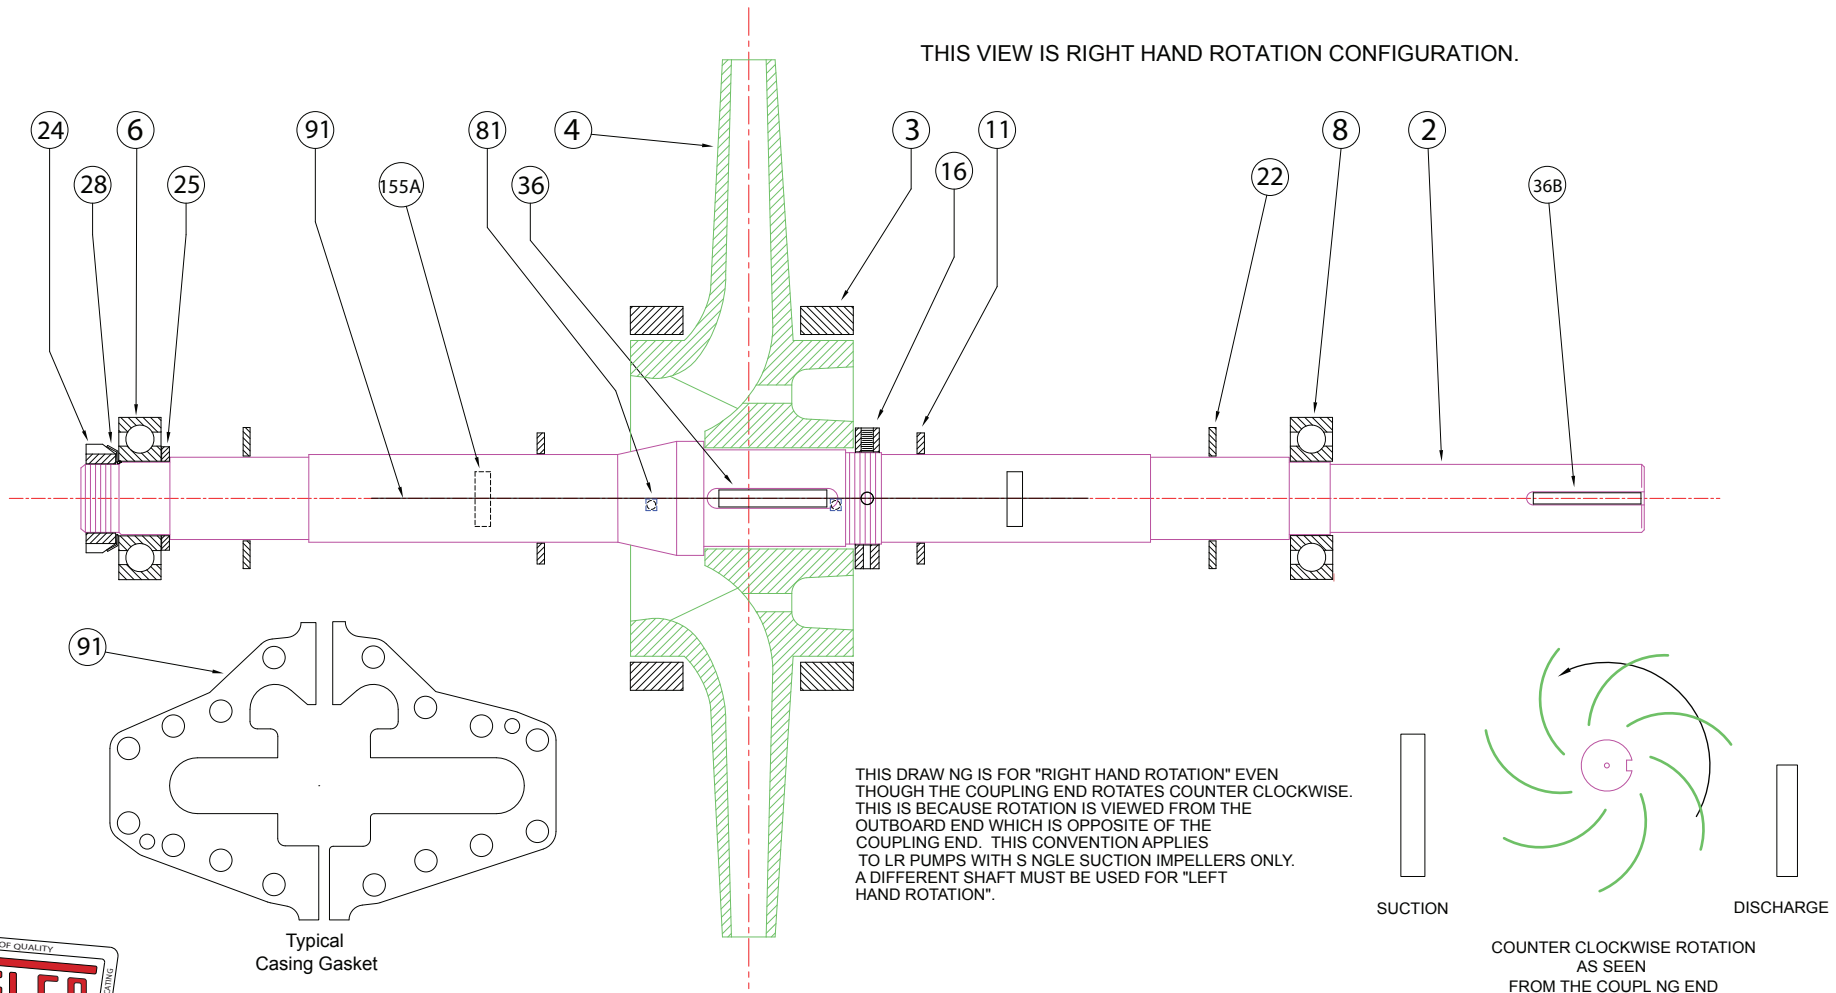 THIS VIEW IS RIGHT HAND ROTATION CONFIGURATION.
24
6
91
81
4
3
11
8
2
28
25
155A
36
16
22
36B
91
Typical
Casing Gasket
THIS DRAW NG IS FOR "RIGHT HAND ROTATION" EVEN
THOUGH THE COUPLING END ROTATES COUNTER CLOCKWISE.
THIS IS BECAUSE ROTATION IS VIEWED FROM THE
OUTBOARD END WHICH IS OPPOSITE OF THE
COUPLING END. THIS CONVENTION APPLIES
TO LR PUMPS WITH S NGLE SUCTION IMPELLERS ONLY.
A DIFFERENT SHAFT MUST BE USED FOR "LEFT
HAND ROTATION".
SUCTION
DISCHARGE
COUNTER CLOCKWISE ROTATION
AS SEEN
FROM THE COUPL NG END
OF QUALITY